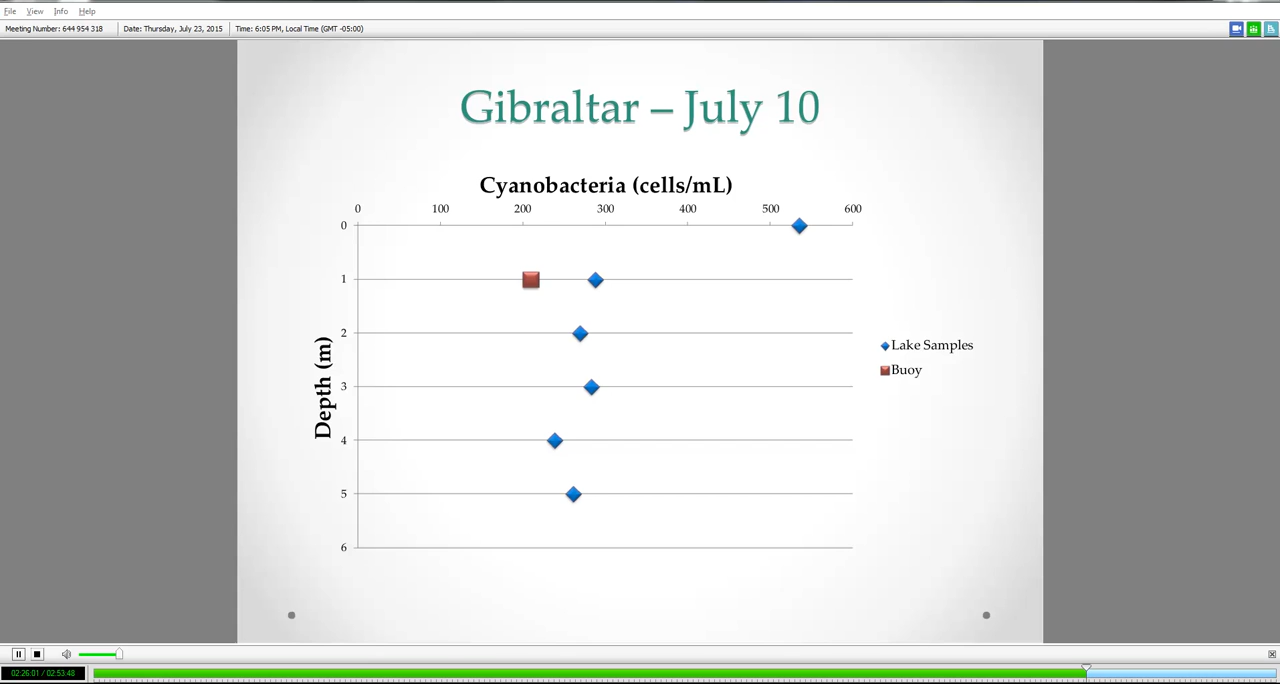 File View Info Help
Meeting Number: 644 954 318 Date: Thursday, July 23, 2015 Time: 6:05 PM, Local Time (GMT -05:00)
Gibraltar – July 10
Cyanobacteria (cells/mL)
0 100 200 300 400 500 600
0
1
2
3
4
5
6
Depth (m)
Lake Samples
Buoy
02:26:01 / 02:53:48